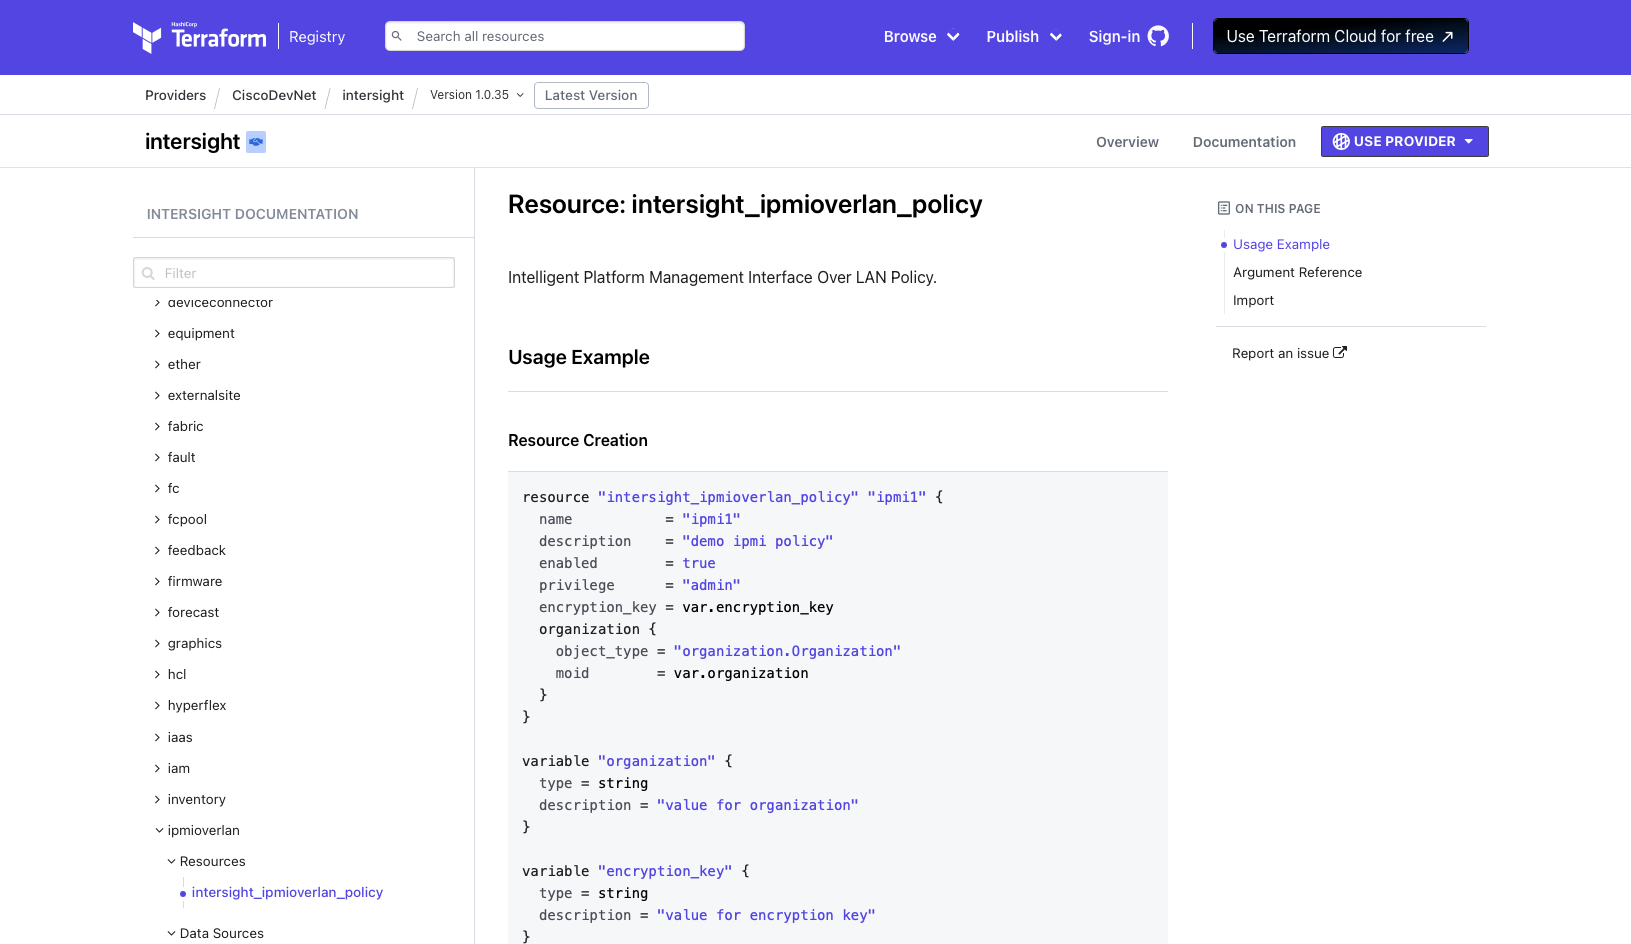 HashiCorp
Terraform
Registry
Search all resources
Browse
Publish
Sign-in
Use Terraform Cloud for free
Providers / CiscoDevNet / intersight / Version 1.0.35 Latest Version
intersight
Overview
Documentation
USE PROVIDER
INTERSIGHT DOCUMENTATION
Filter
deviceconnector
equipment
ether
externalsite
fabric
fault
fc
fcpool
feedback
firmware
forecast
graphics
hcl
hyperflex
iaas
iam
inventory
ipmioverlan
Resources
intersight_ipmioverlan_policy
Data Sources
Resource: intersight_ipmioverlan_policy
Intelligent Platform Management Interface Over LAN Policy.
Usage Example
Resource Creation
resource "intersight_ipmioverlan_policy" "ipmi1" {
  name           = "ipmi1"
  description    = "demo ipmi policy"
  enabled        = true
  privilege      = "admin"
  encryption_key = var.encryption_key
  organization {
    object_type = "organization.Organization"
    moid        = var.organization
  }
}
variable "organization" {
  type = string
  description = "value for organization"
}
variable "encryption_key" {
  type = string
  description = "value for encryption key"
}
ON THIS PAGE
Usage Example
Argument Reference
Import
Report an issue